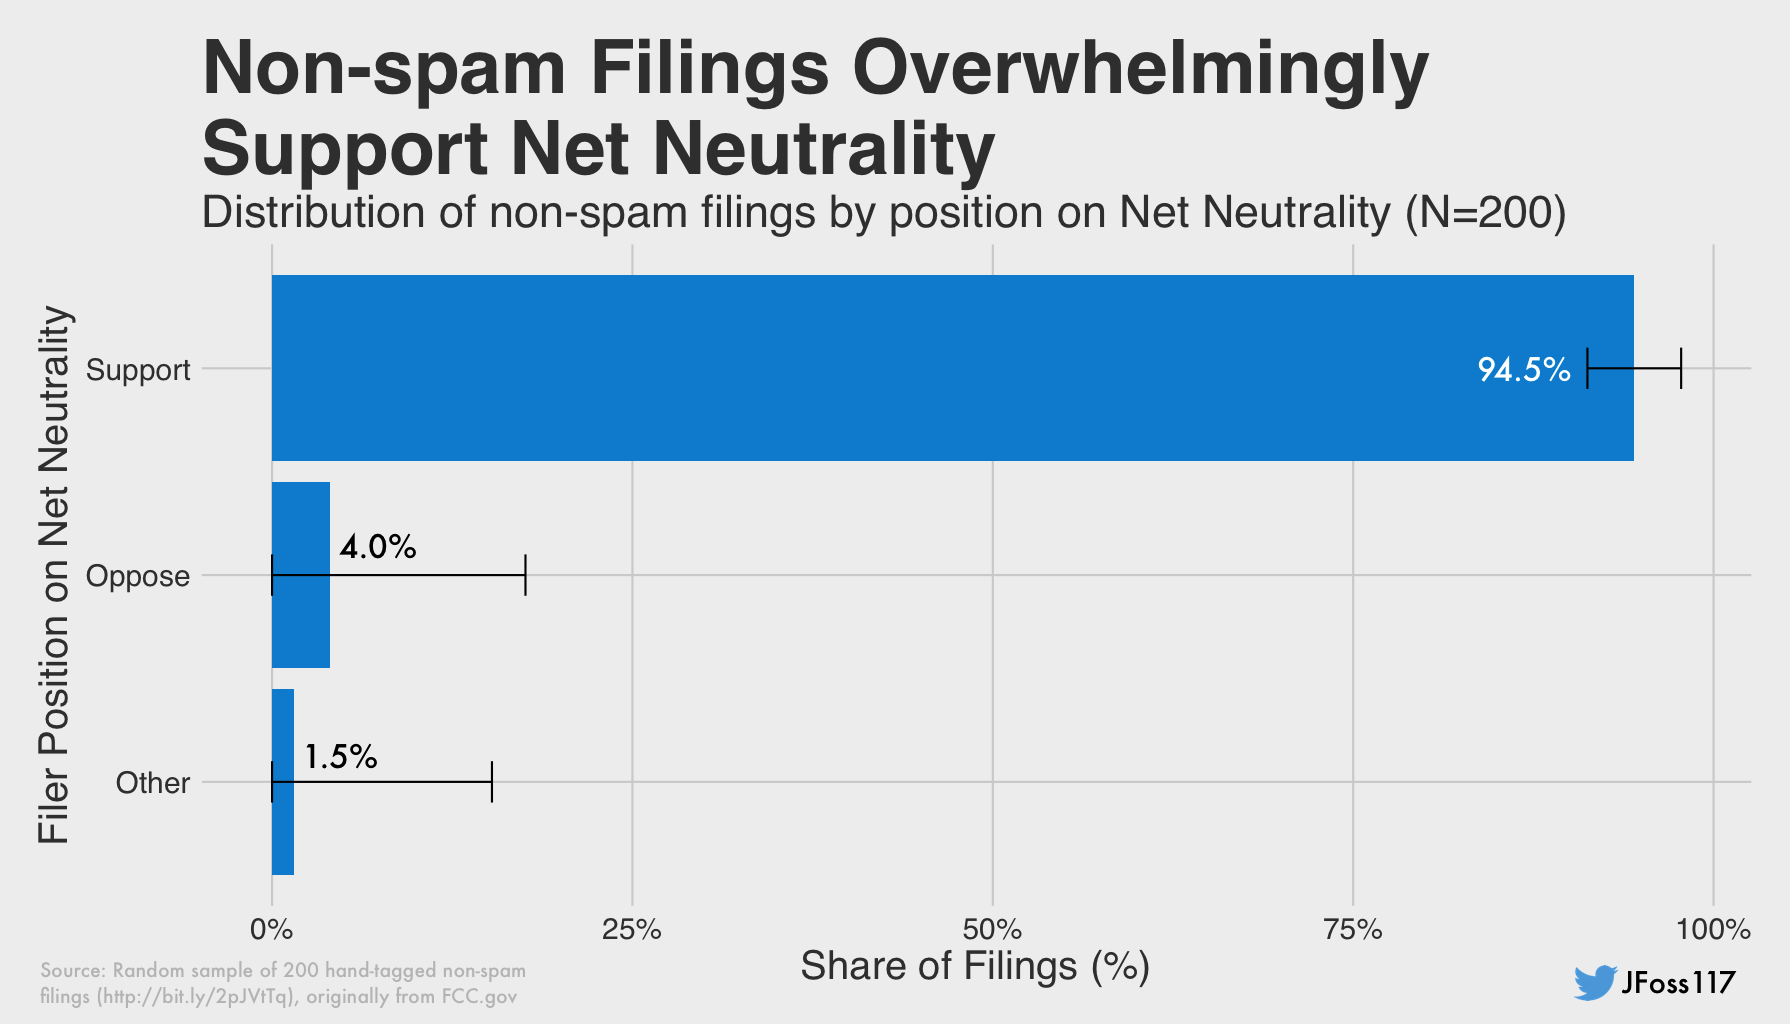 Non-spam Filings Overwhelmingly
Support Net Neutrality
Distribution of non-spam filings by position on Net Neutrality (N=200)
Filer Position on Net Neutrality
Support
94.5%
4.0%
Oppose
1.5%
Other
0%
25%
50%
75%
100%
Share of Filings (%)
Source: Random sample of 200 hand-tagged non-spam
filings (http://bit.ly/2pJVtTq), originally from FCC.gov
JFoss117